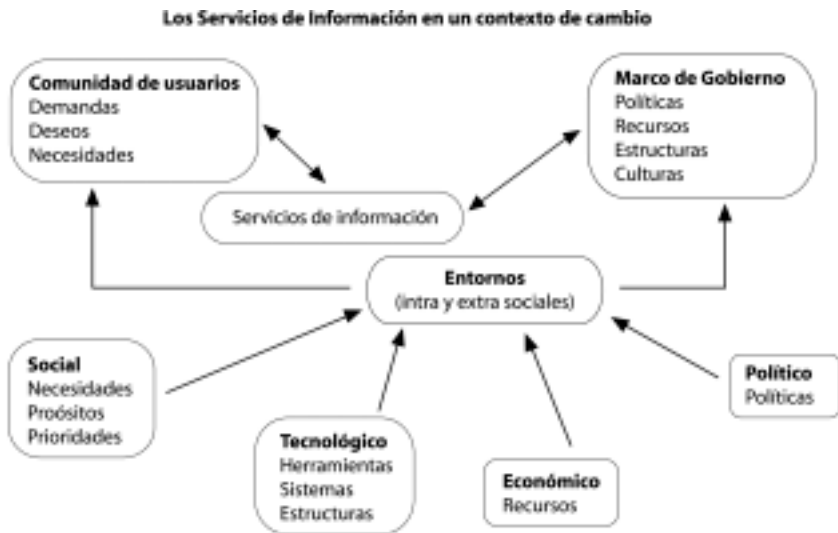 Los Servicios de Información en un contexto de cambio
Comunidad de usuarios
Demandas
Deseos
Necesidades
Marco de Gobierno
Políticas
Recursos
Estructuras
Culturas
Servicios de información
Entornos
(intra y extra sociales)
Social
Necesidades
Proósitos
Prioridades
Tecnológico
Herramientas
Sistemas
Estructuras
Económico
Recursos
Político
Políticas